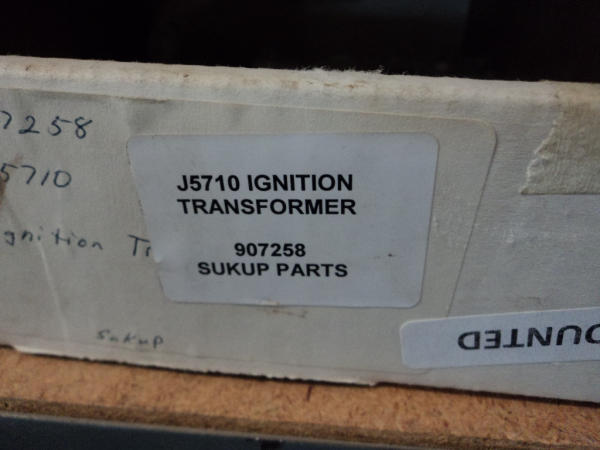 7258
5710
gnition Tr
J5710 IGNITION
TRANSFORMER
907258
SUKUP PARTS
Sukup
OUNTED